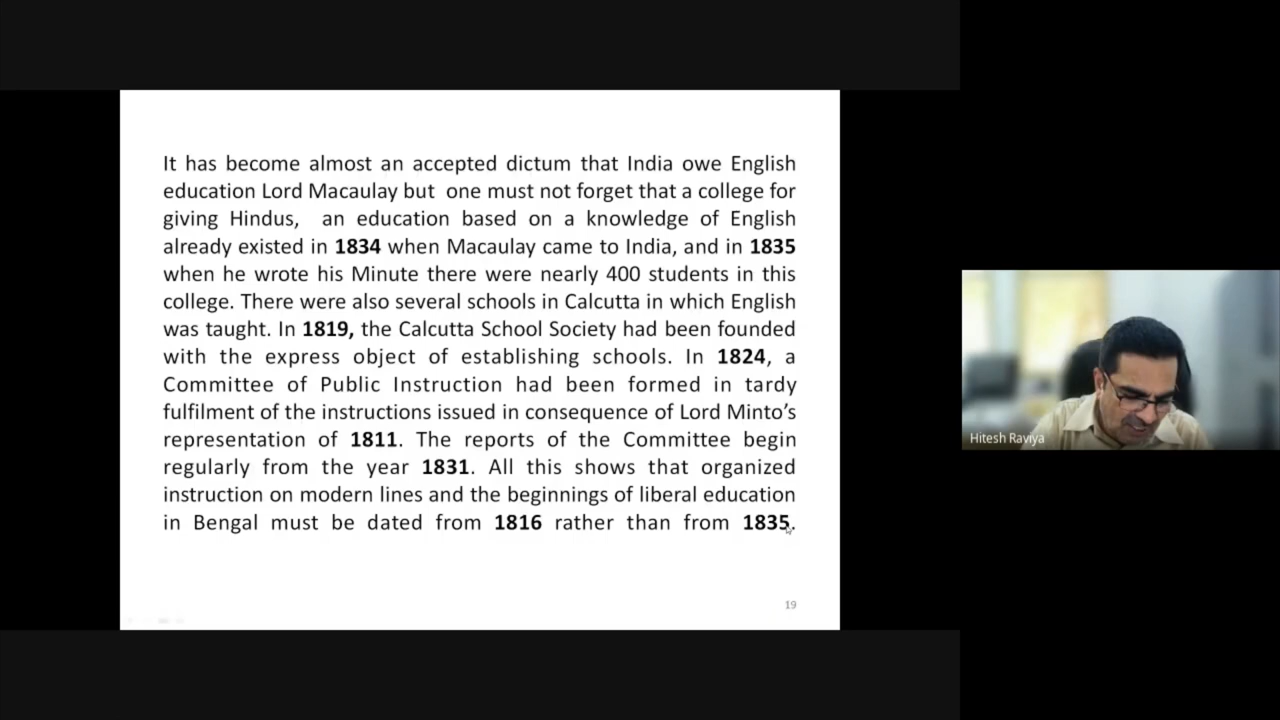 It has become almost an accepted dictum that India owe English
education Lord Macaulay but one must not forget that a college for
giving Hindus, an education based on a knowledge of English
already existed in 1834 when Macaulay came to India, and in 1835
when he wrote his Minute there were nearly 400 students in this
college. There were also several schools in Calcutta in which English
was taught. In 1819, the Calcutta School Society had been founded
with the express object of establishing schools. In 1824, a
Committee of Public Instruction had been formed in tardy
fulfilment of the instructions issued in consequence of Lord Minto’s
representation of 1811. The reports of the Committee begin
regularly from the year 1831. All this shows that organized
instruction on modern lines and the beginnings of liberal education
in Bengal must be dated from 1816 rather than from 1835.
19
Hitesh Raviya